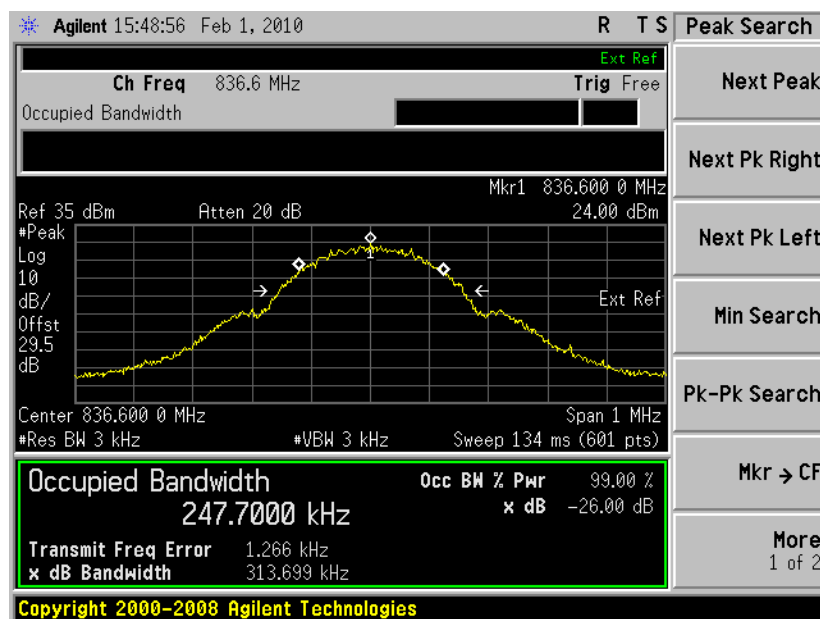 Agilent 15:48:56 Feb 1, 2010 R T S
Peak Search
Ext Ref
Ch Freq 836.6 MHz Trig Free
Occupied Bandwidth
Next Peak
Next Pk Right
Mkr1 836.600 0 MHz
Ref 35 dBm Atten 20 dB 24.00 dBm
#Peak
Log
10
dB/
Offst
29.5
dB
1
Ext Ref
Next Pk Left
Min Search
Pk-Pk Search
Center 836.600 0 MHz Span 1 MHz
#Res BW 3 kHz #VBW 3 kHz Sweep 134 ms (601 pts)
Occupied Bandwidth Occ BW % Pwr 99.00 %
247.7000 kHz x dB -26.00 dB
Transmit Freq Error 1.266 kHz
x dB Bandwidth 313.699 kHz
Mkr → CF
More
1 of 2
Copyright 2000-2008 Agilent Technologies